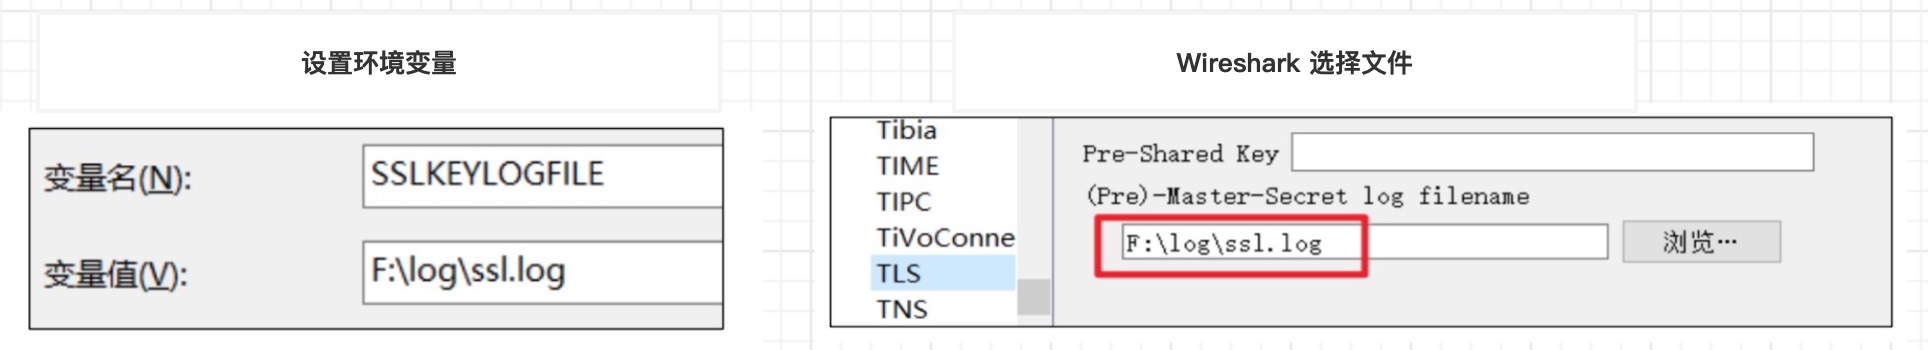 设置环境变量
变量名(N):
SSLKEYLOGFILE
变量值(V):
F:\log\ssl.log
Wireshark 选择文件
Tibia
TIME
TIPC
TiVoConne
TLS
TNS
Pre-Shared Key
(Pre)-Master-Secret log filename
F:\log\ssl.log
浏览…